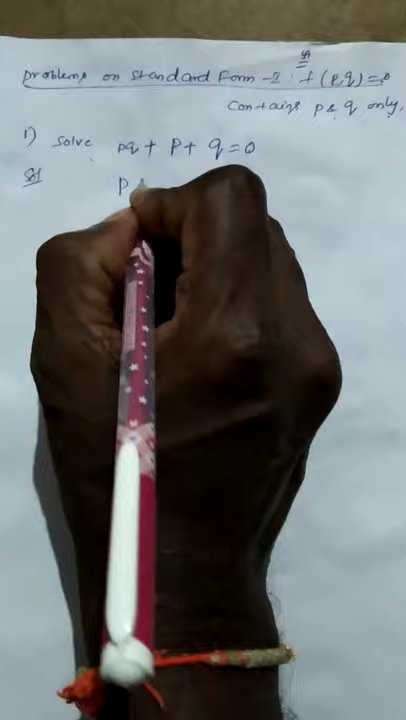 problems on standard Form - I : f (p, q) = 0
Contains p & q only.
1) Solve pq + p + q = 0
Sol
p